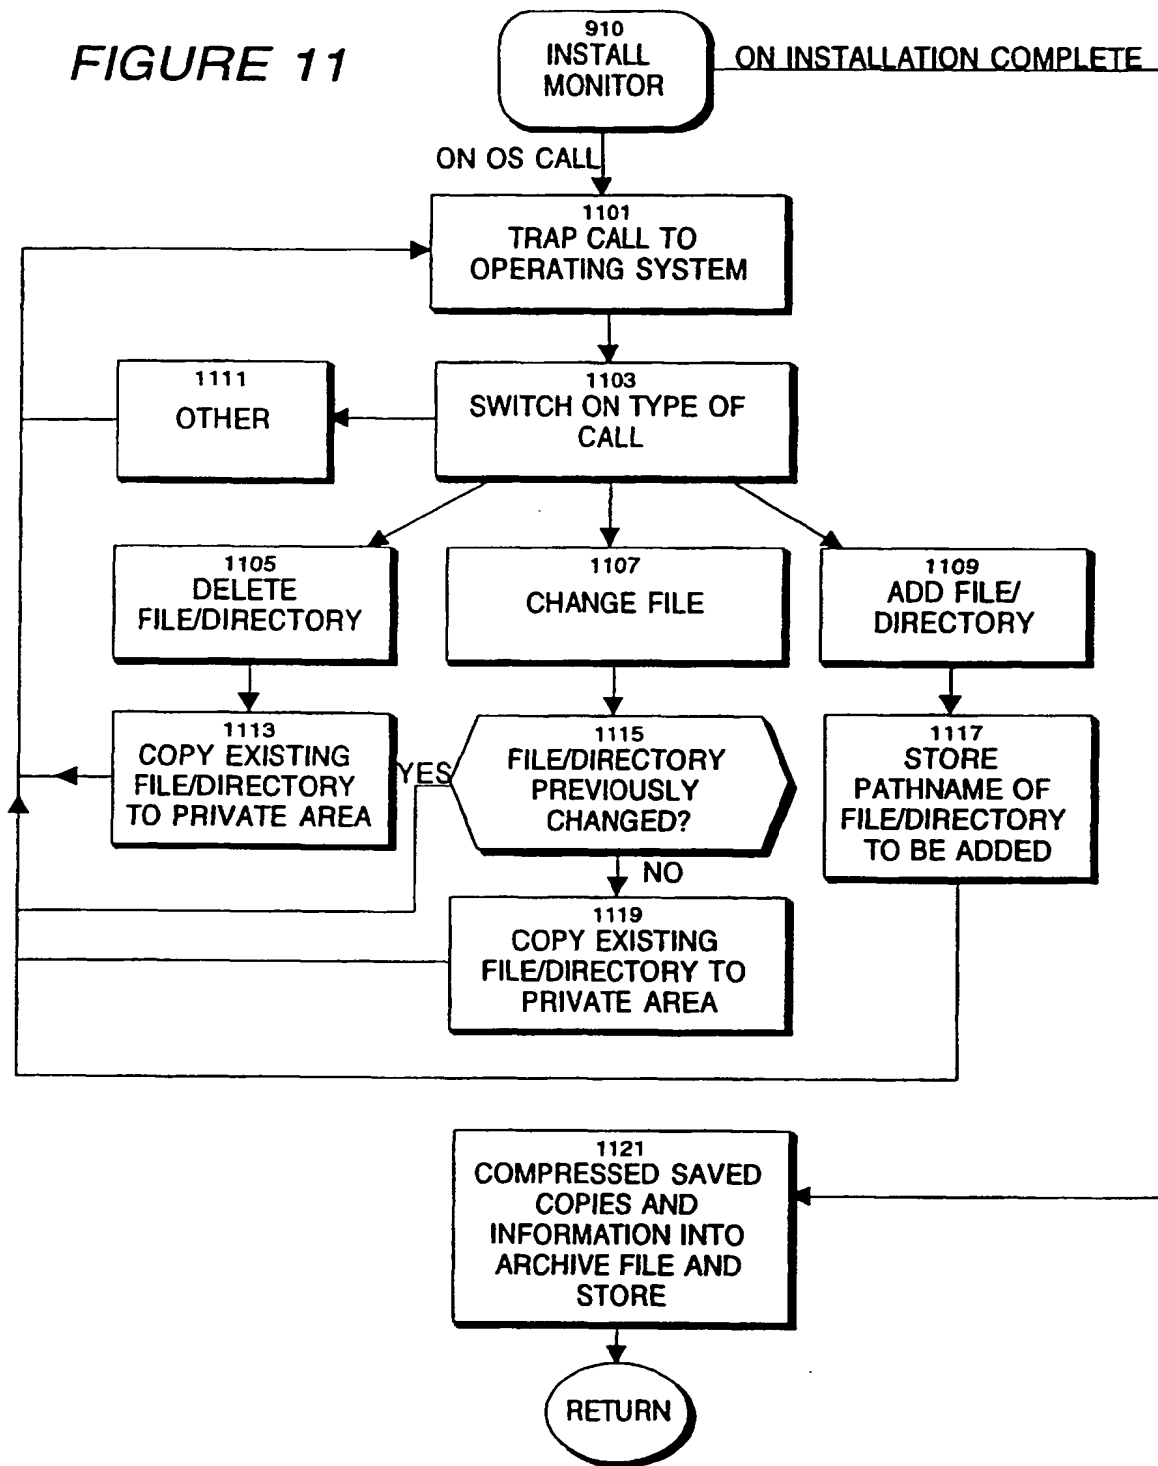 FIGURE 11
910
INSTALL
MONITOR
ON INSTALLATION COMPLETE
ON OS CALL
1101
TRAP CALL TO
OPERATING SYSTEM
1111
OTHER
1103
SWITCH ON TYPE OF
CALL
1105
DELETE
FILE/DIRECTORY
1107
CHANGE FILE
1109
ADD FILE/
DIRECTORY
1113
COPY EXISTING
FILE/DIRECTORY
TO PRIVATE AREA
YES
1115
FILE/DIRECTORY
PREVIOUSLY
CHANGED?
1117
STORE
PATHNAME OF
FILE/DIRECTORY
TO BE ADDED
NO
1119
COPY EXISTING
FILE/DIRECTORY TO
PRIVATE AREA
1121
COMPRESSED SAVED
COPIES AND
INFORMATION INTO
ARCHIVE FILE AND
STORE
RETURN